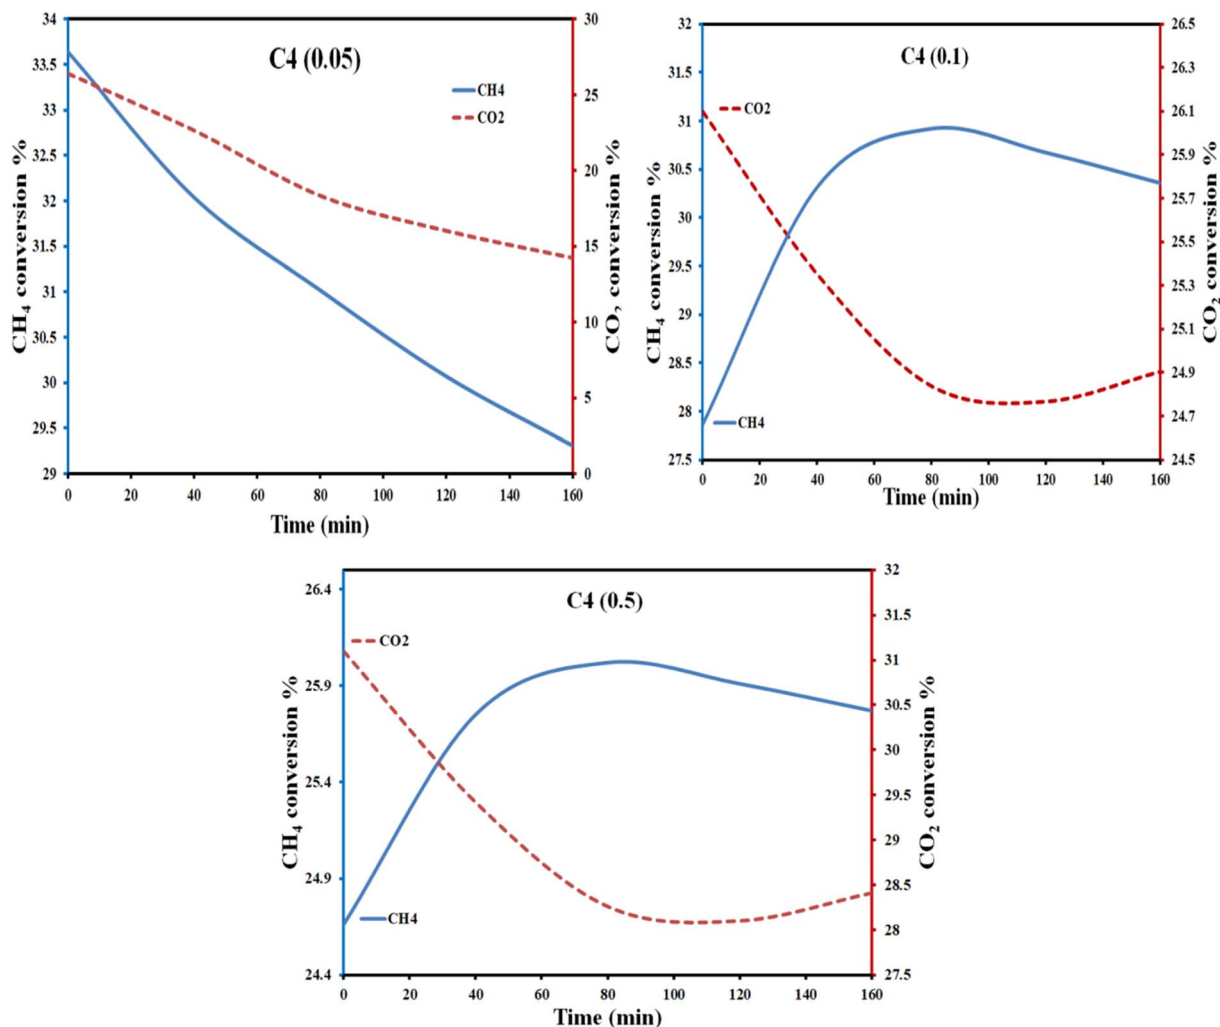 C4 (0.05)
CH4
CO2
CH₄ conversion %
34
33.5
33
32.5
32
31.5
31
30.5
30
29.5
29
CO, conversion %
30
25
20
15
10
5
0
0 20 40 60 80 100 120 140 160
Time (min)
C4 (0.1)
CO2
CH4
CH₄ conversion %
32
31.5
31
30.5
30
29.5
29
28.5
28
27.5
CO₂ conversion %
26.5
26.3
26.1
25.9
25.7
25.5
25.3
25.1
24.9
24.7
24.5
0 20 40 60 80 100 120 140 160
Time (min)
C4 (0.5)
CO2
CH4
CH₄ conversion %
26.4
25.9
25.4
24.9
24.4
CO₂ conversion %
32
31.5
31
30.5
30
29.5
29
28.5
28
27.5
0 20 40 60 80 100 120 140 160
Time (min)